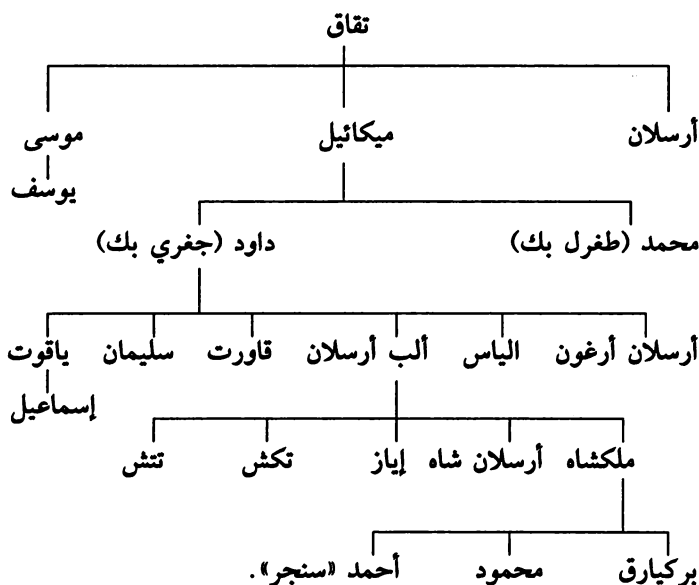 تقاق
أرسلان ميكائيل موسى
يوسف
محمد (طغرل بك) داود (جغري بك)
أرسلان أرغون الياس ألب أرسلان قاورت سليمان ياقوت
إسماعيل
ملكشاه أرسلان شاه إياز تكش تتش
بركيارق محمود أحمد «سنجر».